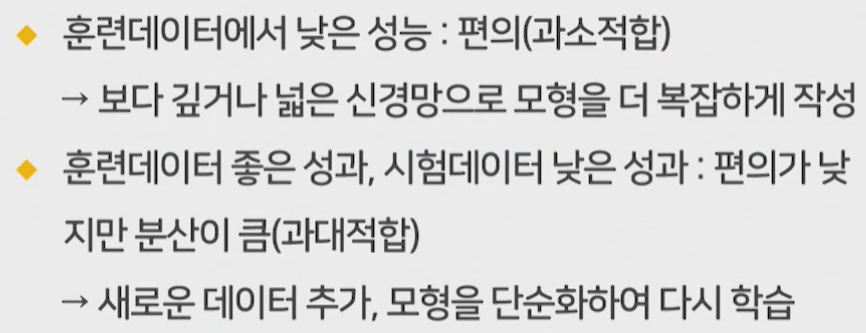 ◆ 훈련데이터에서 낮은 성능 : 편의(과소적합)
→ 보다 깊거나 넓은 신경망으로 모형을 더 복잡하게 작성
◆ 훈련데이터 좋은 성과, 시험데이터 낮은 성과 : 편의가 낮
지만 분산이 큼(과대적합)
→ 새로운 데이터 추가, 모형을 단순화하여 다시 학습